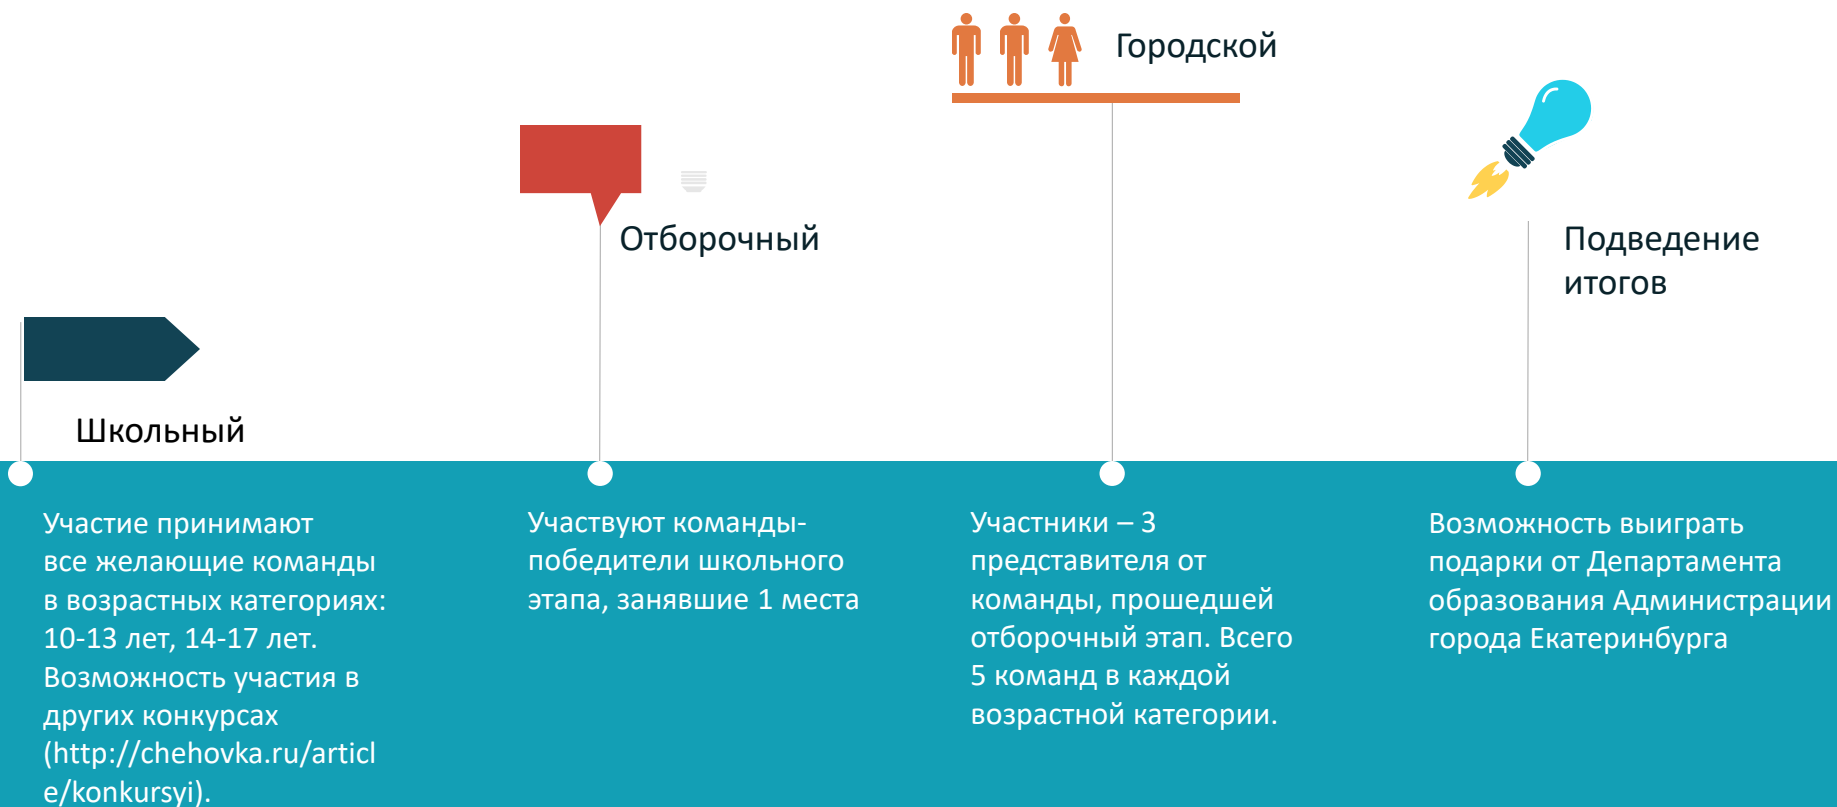 Городской
Отборочный
Подведение
итогов
Школьный
Участие принимают
все желающие команды
в возрастных категориях:
10-13 лет, 14-17 лет.
Возможность участия в
других конкурсах
(http://chehovka.ru/articl
e/konkursyi).
Участвуют команды-
победители школьного
этапа, занявшие 1 места
Участники – 3
представителя от
команды, прошедшей
отборочный этап. Всего
5 команд в каждой
возрастной категории.
Возможность выиграть
подарки от Департамента
образования Администрации
города Екатеринбурга